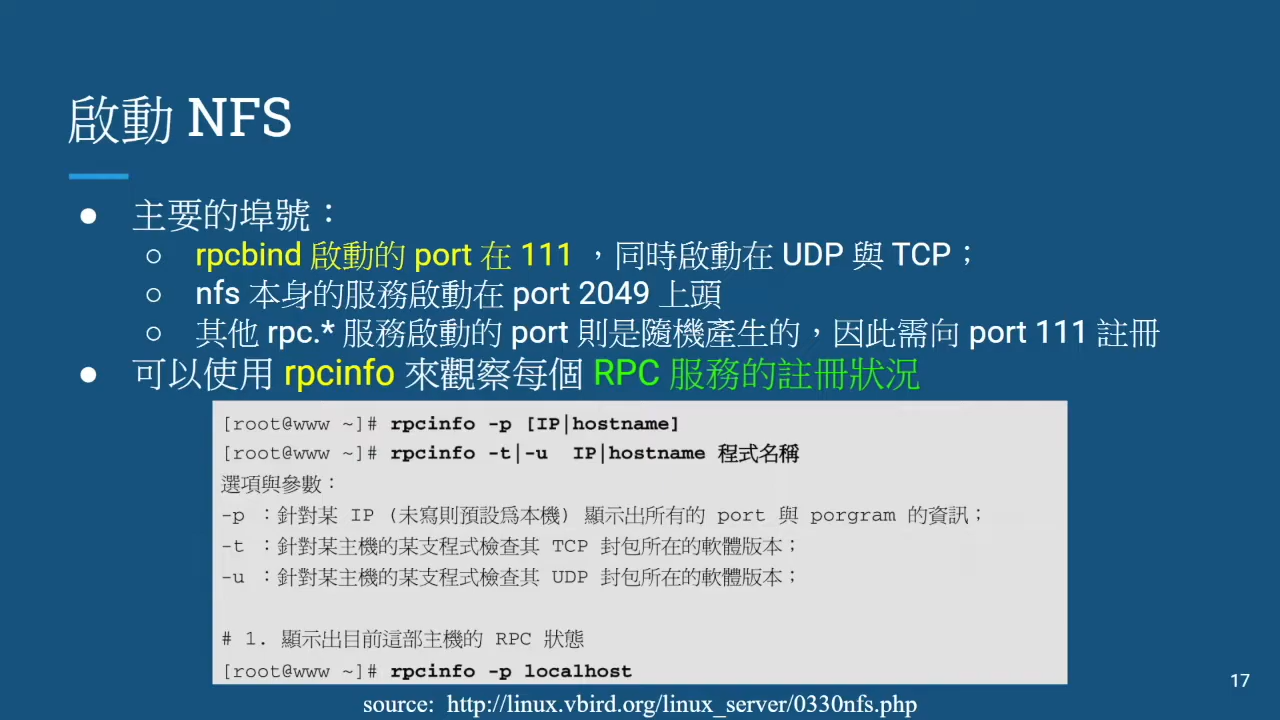 啟動 NFS
● 主要的埠號：
○ rpcbind 啟動的 port 在 111 ，同時啟動在 UDP 與 TCP；
○ nfs 本身的服務啟動在 port 2049 上頭
○ 其他 rpc.* 服務啟動的 port 則是隨機產生的，因此需向 port 111 註冊
● 可以使用 rpcinfo 來觀察每個 RPC 服務的註冊狀況
[root@www ~]# rpcinfo -p [IP|hostname]
[root@www ~]# rpcinfo -t|-u  IP|hostname 程式名稱
選項與參數：
-p ：針對某 IP (未寫則預設為本機) 顯示出所有的 port 與 porgram 的資訊；
-t ：針對某主機的某支程式檢查其 TCP 封包所在的軟體版本；
-u ：針對某主機的某支程式檢查其 UDP 封包所在的軟體版本；
# 1. 顯示出目前這部主機的 RPC 狀態
[root@www ~]# rpcinfo -p localhost
17
source: http://linux.vbird.org/linux_server/0330nfs.php